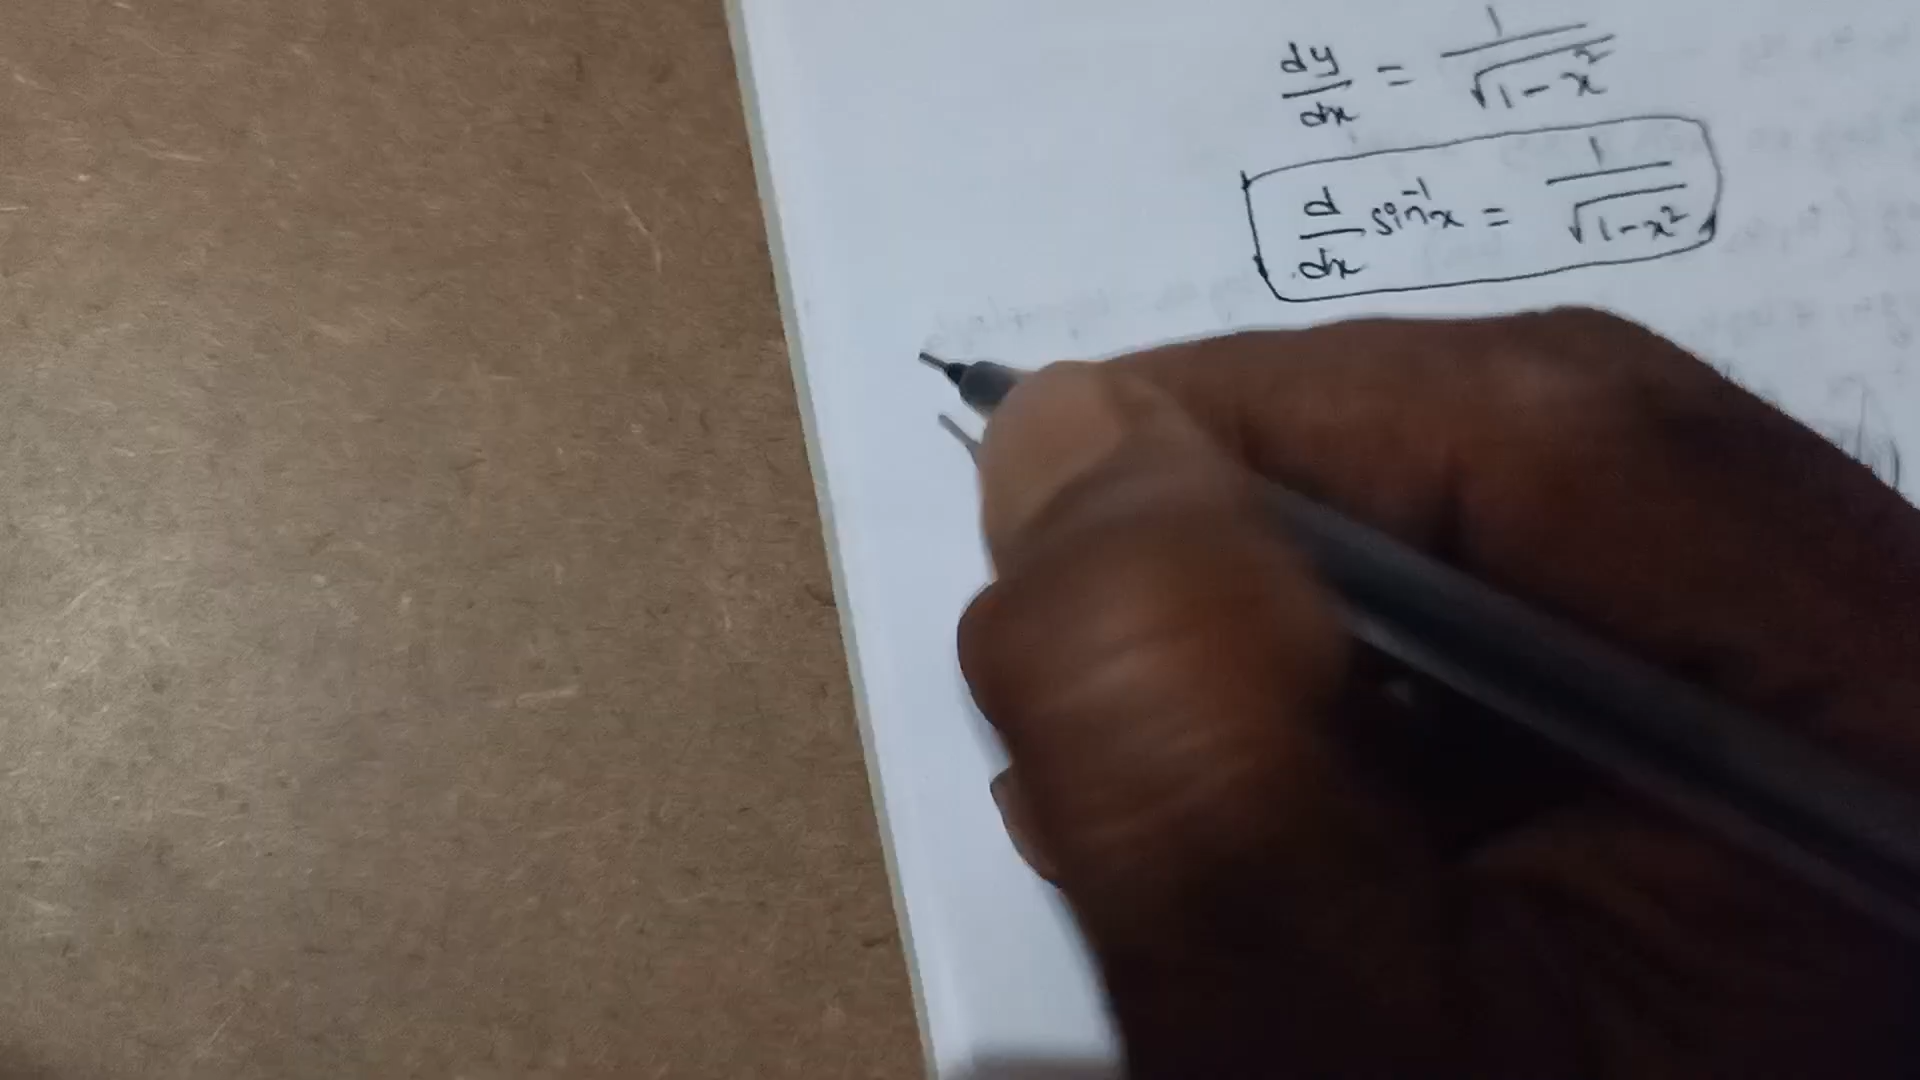 dy/dx = 1/√1-x²
d/dx sin⁻¹x = 1/√1-x²